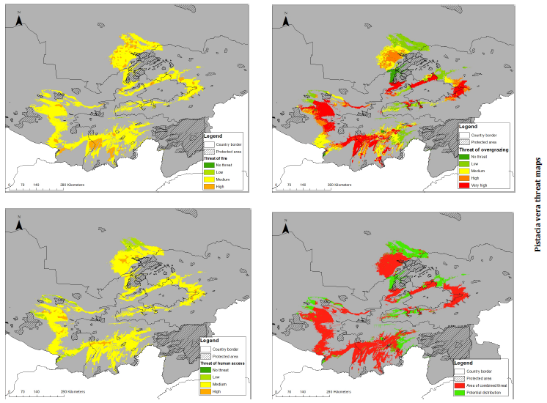 N
Legend
Country border
Protected area
Threat of fire
No threat
Low
Medium
High
N
Legend
Country border
Protected area
Threat of overgrazing
No threat
Low
Medium
High
Very high
Pistacia vera threat maps
N
Legend
Country border
Protected area
Threat of human access
No threat
Low
Medium
High
N
Legend
Country border
Protected area
Area of combined threat
Potential distribution